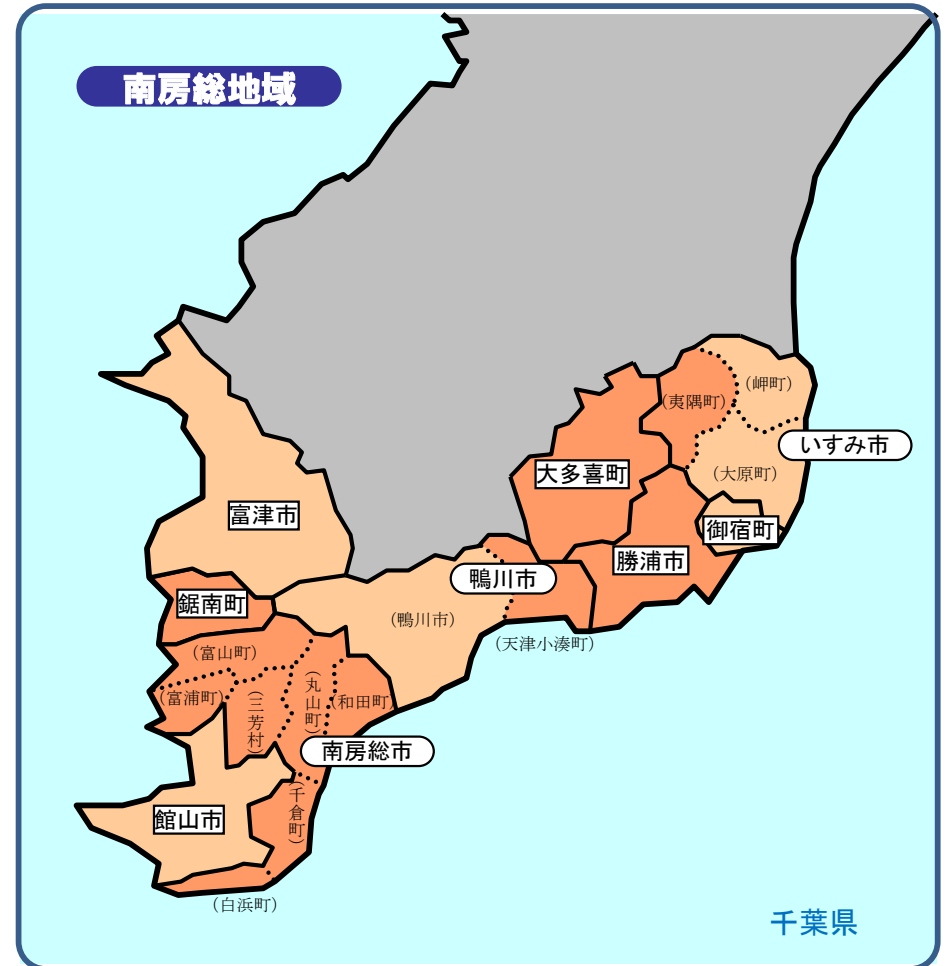 南房総地域
(岬町)
(夷隅町)
いすみ市
大多喜町
(大原町)
富津市
御宿町
勝浦市
鴨川市
鋸南町
(鴨川市)
(天津小湊町)
(富山町)
(富浦町)
(三芳村)
(丸山町)
(和田町)
南房総市
(千倉町)
館山市
(白浜町)
千葉県